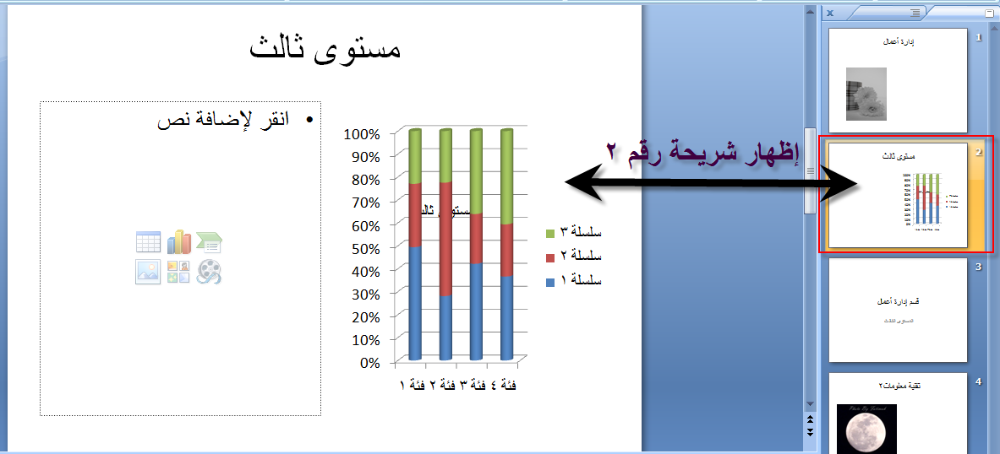 مستوى ثالث
• انقر لإضافة نص
100%
90%
80%
70%
60%
50%
40%
30%
20%
10%
0%
مستوى ثالث
فئة ١ فئة ٢ فئة ٣ فئة ٤
سلسلة ٣
سلسلة ٢
سلسلة ١
إظهار شريحة رقم ٢
1
إدارة أعمال
2
مستوى ثالث
3
قسم إدارة أعمال
المستوى الثالث
4
تقنية معلومات٢